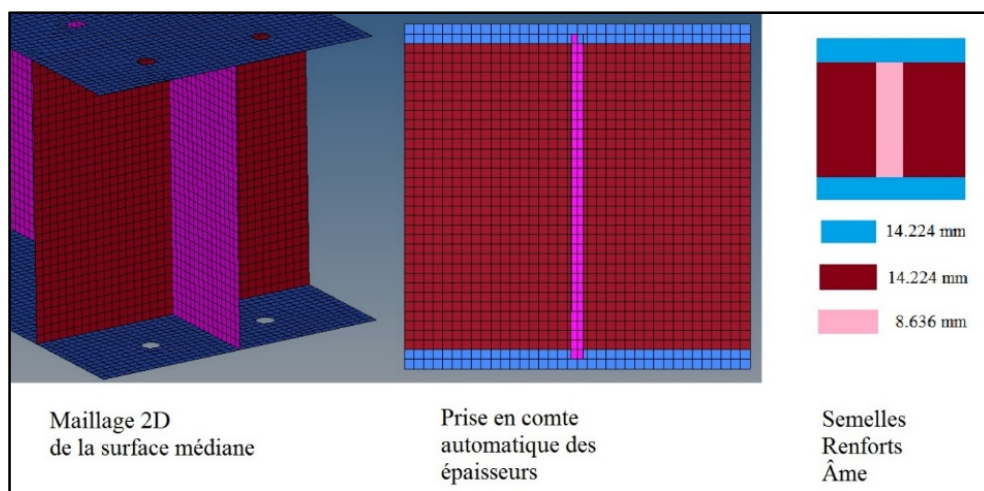 14.224 mm
14.224 mm
8.636 mm
Maillage 2D
de la surface médiane
Prise en comte
automatique des
épaisseurs
Semelles
Renforts
Âme